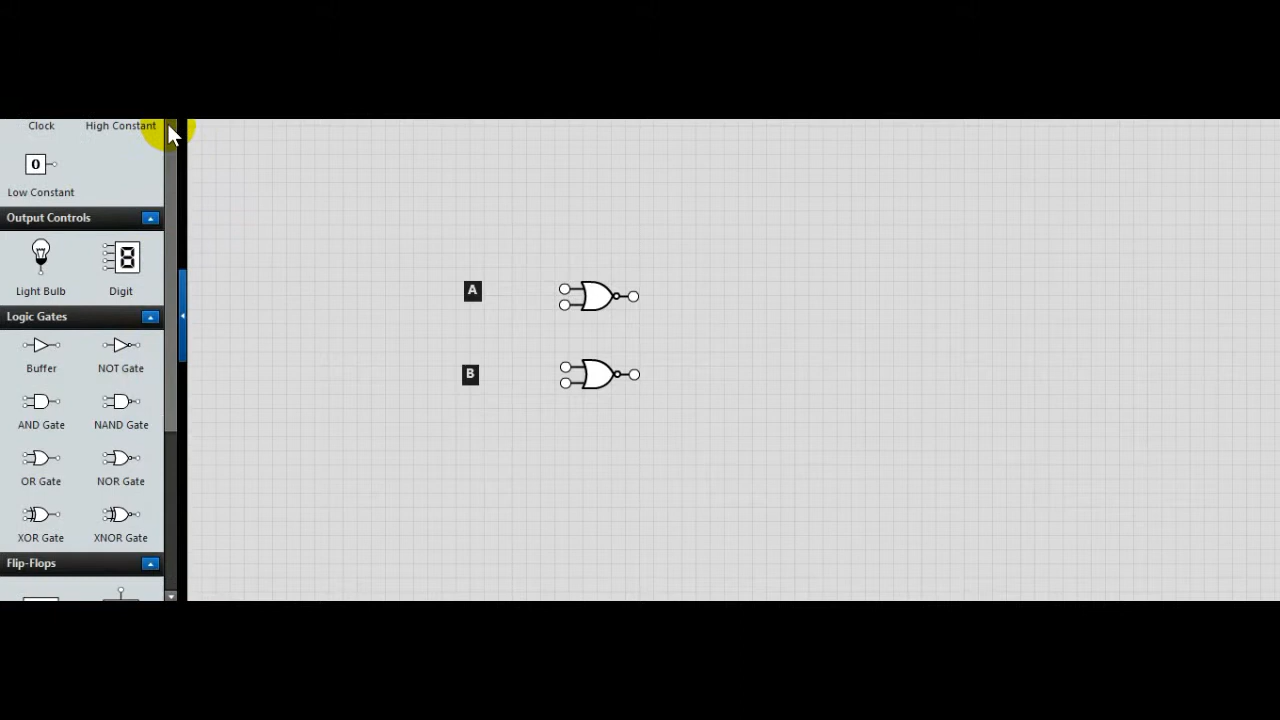 Clock High Constant
0
Low Constant
Output Controls
8
Light Bulb Digit
Logic Gates
Buffer NOT Gate
AND Gate NAND Gate
OR Gate NOR Gate
XOR Gate XNOR Gate
Flip-Flops
A
B